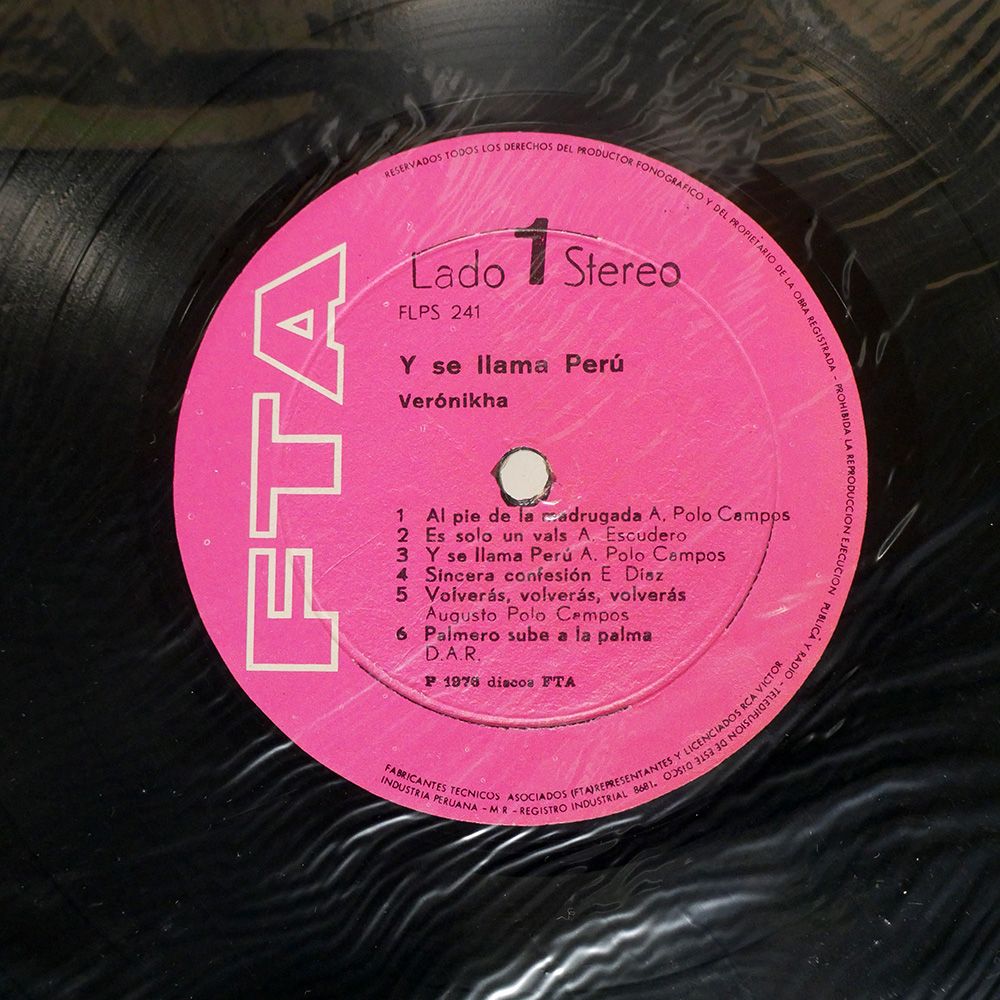 RESERVADOS TODOS LOS DERECHOS DEL PRODUCTOR FONOGRAFICO Y DEL PROPIETARIO DE LA OBRA REGISTRADA - PROHIBIDA LA REPRODUCCION EJECUCION PUBLICA Y RADIO - TELEDIFUSION DE ESTE DISCO
FTA
Lado 1 Stereo
FLPS 241
Y se llama Perú
Verónikha
1 Al pie de la madrugada A. Polo Campos
2 Es solo un vals A. Escudero
3 Y se llama Perú A. Polo Campos
4 Sincera confesión E Díaz
5 Volverás, volverás, volverás
Augusto Polo Campos
6 Palmero sube a la palma
D.A.R.
P 1976 discos FTA
FABRICANTES TECNICOS ASOCIADOS (FTA) REPRESENTANTES Y LICENCIADOS RCA VICTOR
INDUSTRIA PERUANA - M R - REGISTRO INDUSTRIAL 8681.